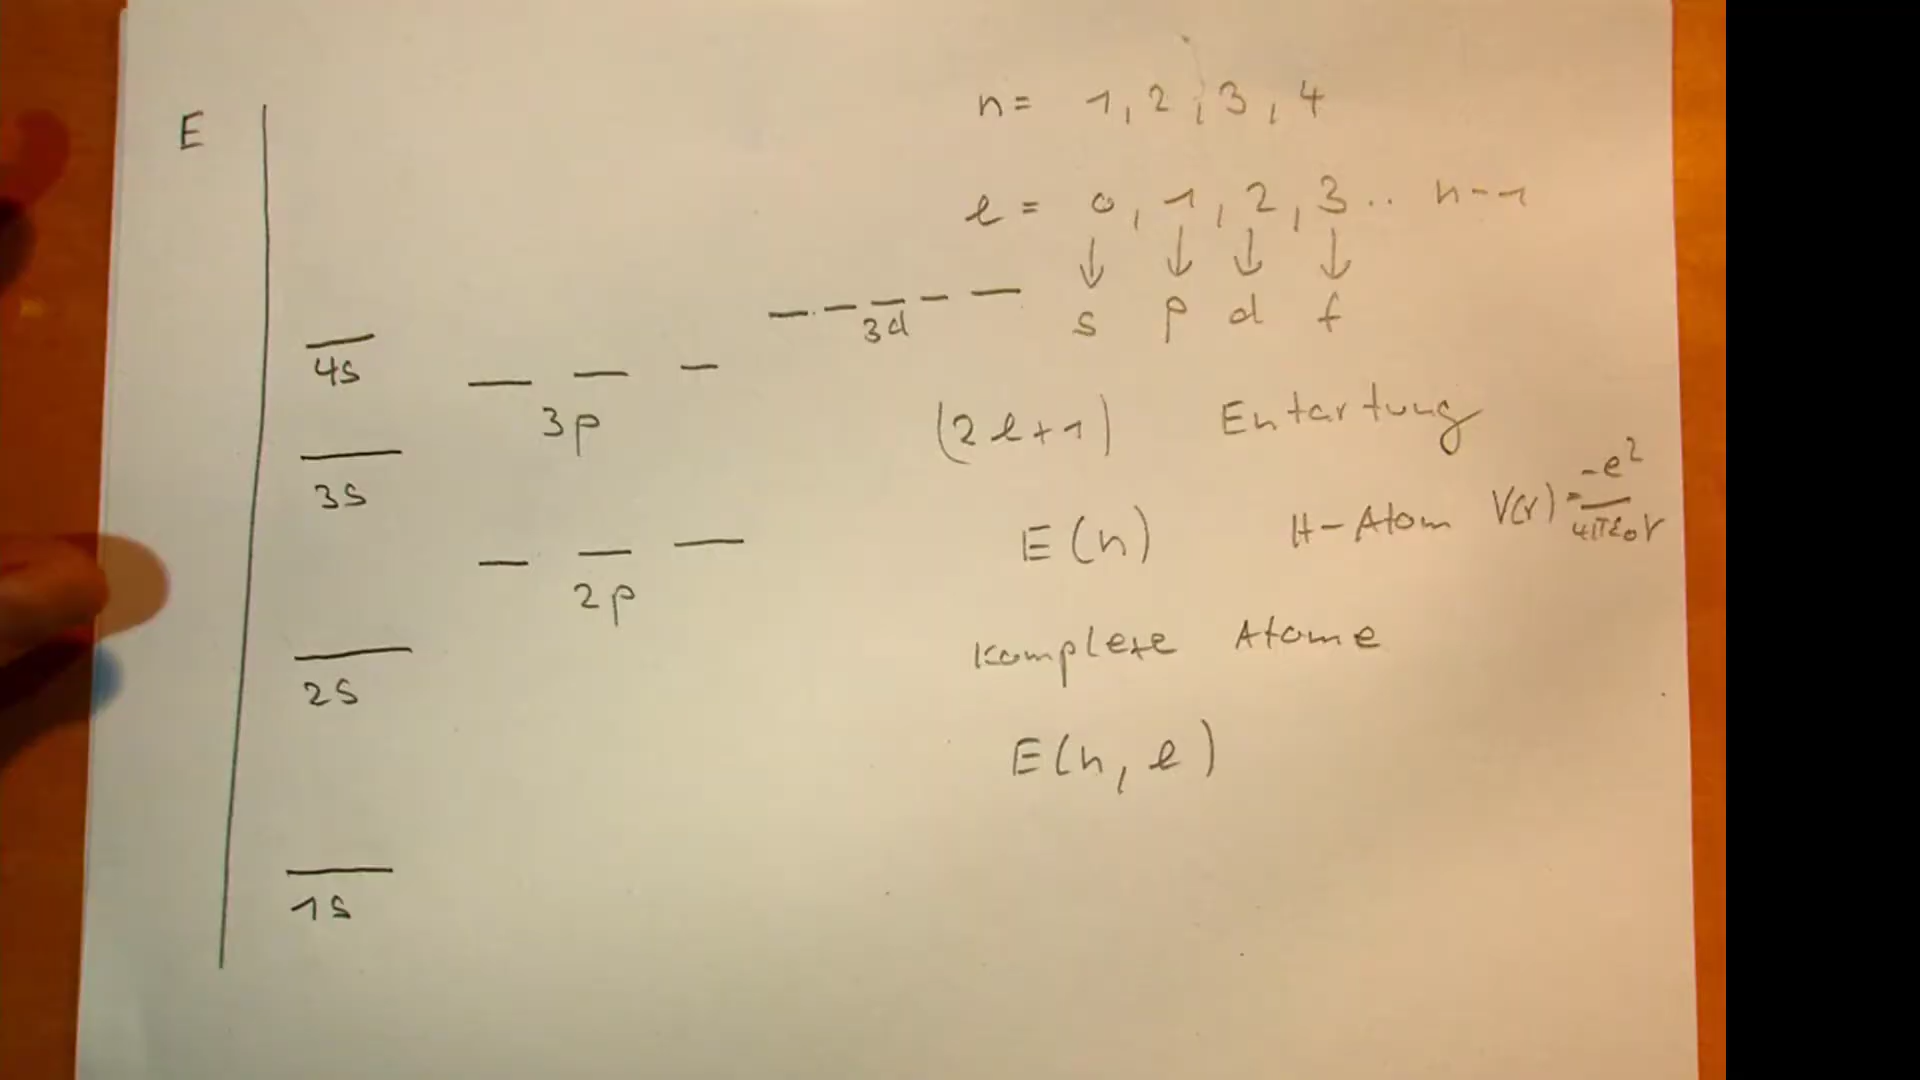 E
n = 1, 2, 3, 4
l = 0, 1, 2, 3 .. n-1
↓ ↓ ↓ ↓
s p d f
3d
4s
3p
(2l+1) Entartung
3s
E(n) H-Atom V(r) = -e²/4πε₀r
2p
Komplexe Atome
2s
E(n, l)
1s